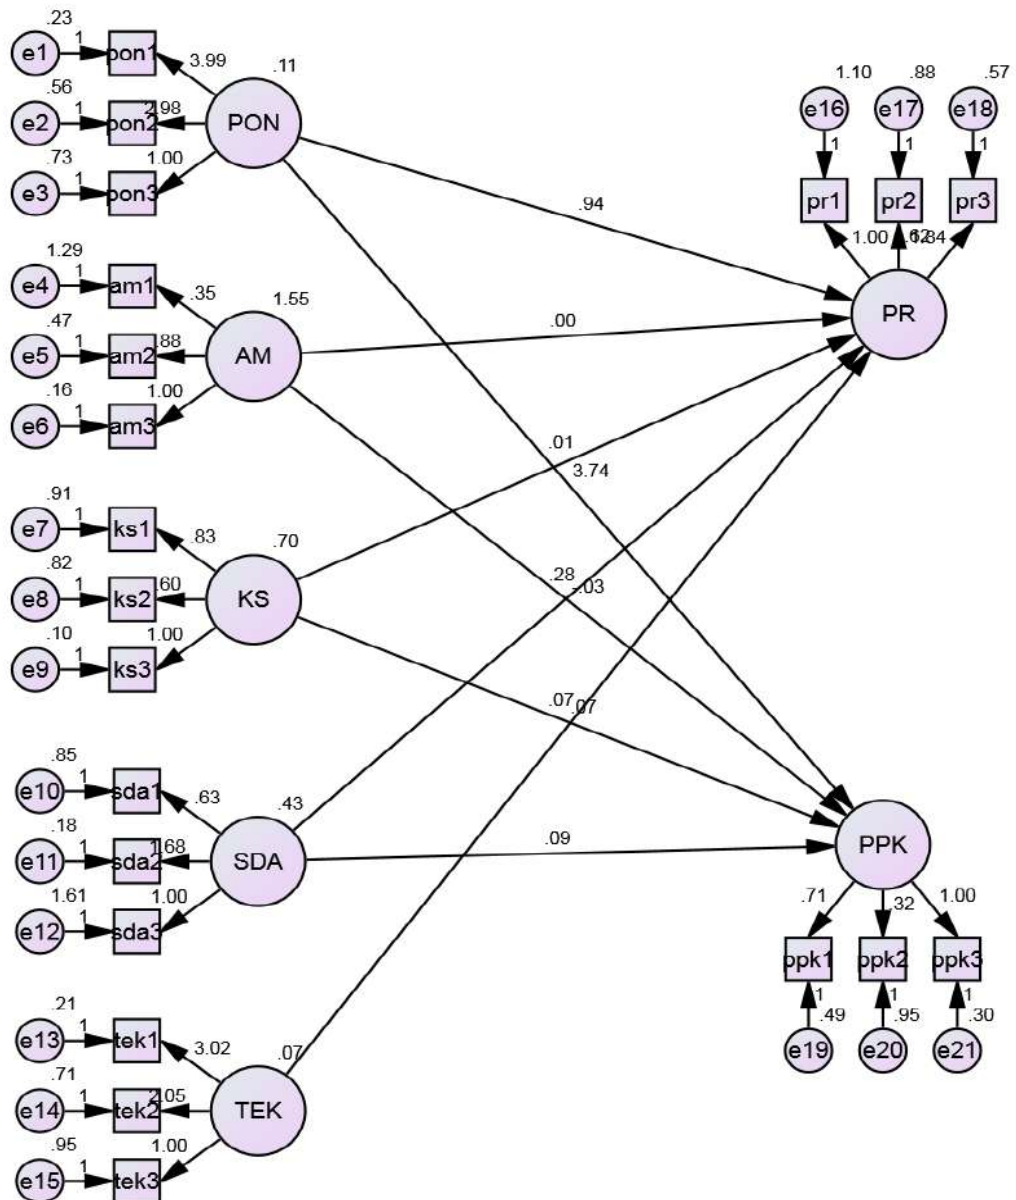 .23
e1 1 pon1 3.99 .11
.56
e2 1 pon2 2.98 PON
.73
e3 1 pon3 1.00
1.29
e4 1 am1 .35 1.55
.47
e5 1 am2 .88 AM
.16
e6 1 am3 1.00
.91
e7 1 ks1 .83 .70
.82
e8 1 ks2 .60 KS
.10
e9 1 ks3 1.00
.85
e10 1 sda1 .63 .43
.18
e11 1 sda2 1.68 SDA
1.61
e12 1 sda3 1.00
.21
e13 1 tek1 3.02 .07
.71
e14 1 tek2 2.05 TEK
.95
e15 1 tek3 1.00
.94
.00
.01
3.74
.28
-.03
.07
.07
.09
1.10 .88 .57
e16 e17 e18
1 1 1
pr1 pr2 pr3
1.00 .62
PR
PPK
.71 .32 1.00
ppk1 ppk2 ppk3
1 1 1
.49 .95 .30
e19 e20 e21